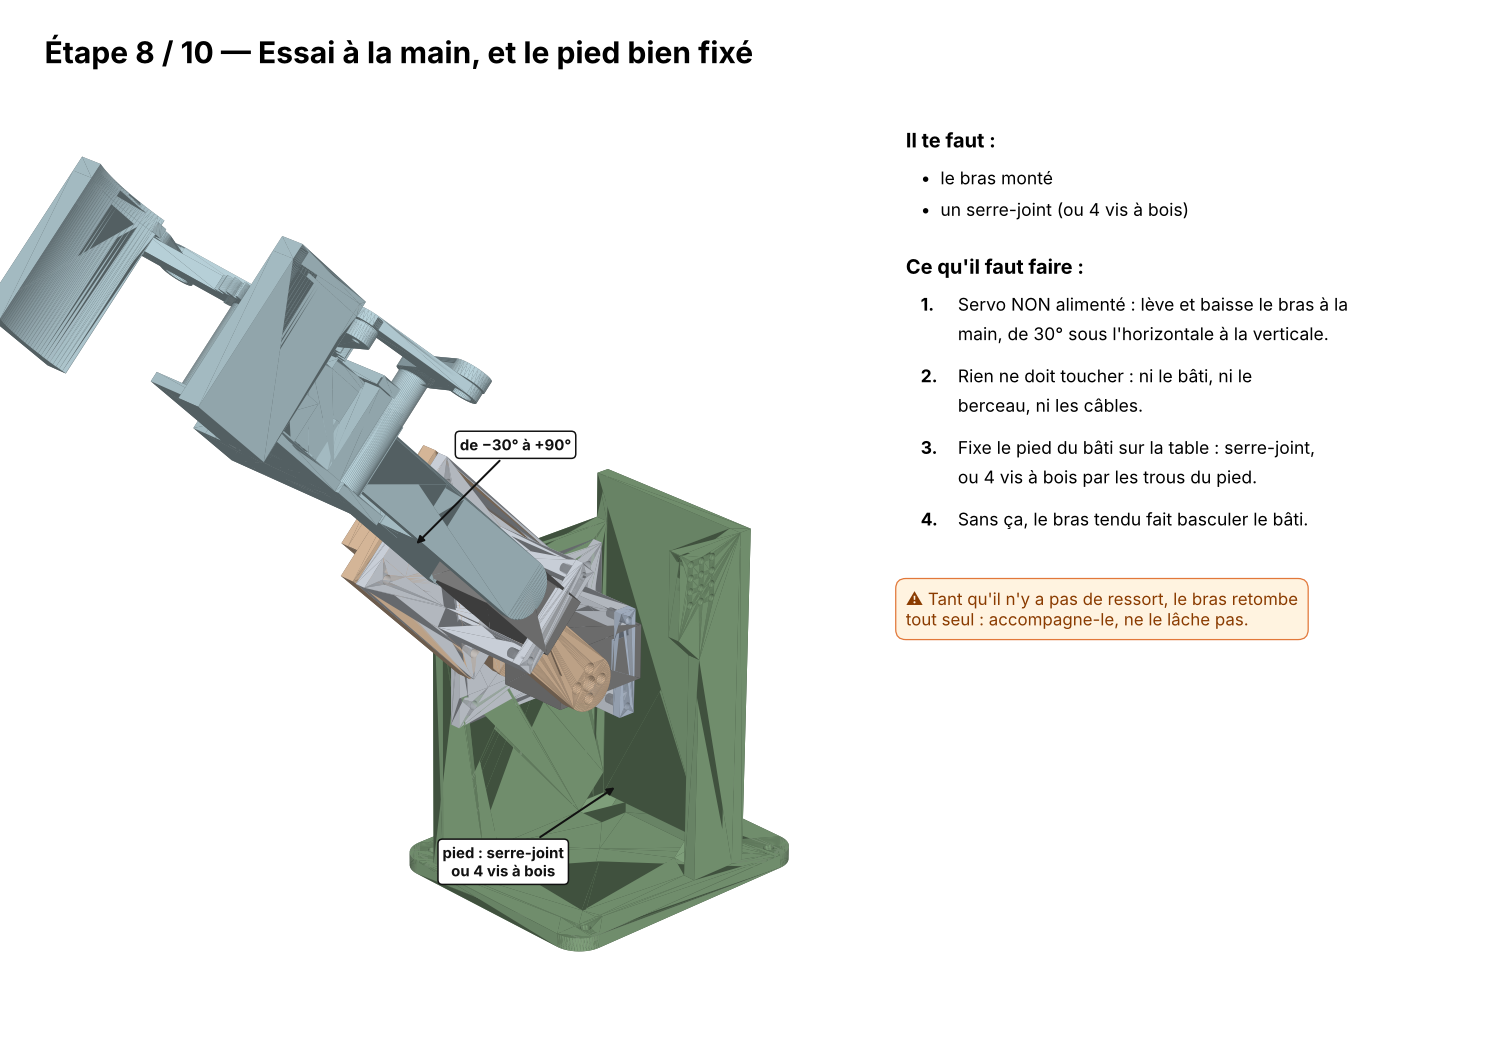 Étape 8 / 10 — Essai à la main, et le pied bien fixé
Il te faut :
• le bras monté
• un serre-joint (ou 4 vis à bois)
Ce qu'il faut faire :
1. Servo NON alimenté : lève et baisse le bras à la
main, de 30° sous l'horizontale à la verticale.
2. Rien ne doit toucher : ni le bâti, ni le
berceau, ni les câbles.
3. Fixe le pied du bâti sur la table : serre-joint,
ou 4 vis à bois par les trous du pied.
4. Sans ça, le bras tendu fait basculer le bâti.
⚠ Tant qu'il n'y a pas de ressort, le bras retombe
tout seul : accompagne-le, ne le lâche pas.
de −30° à +90°
pied : serre-joint
ou 4 vis à bois